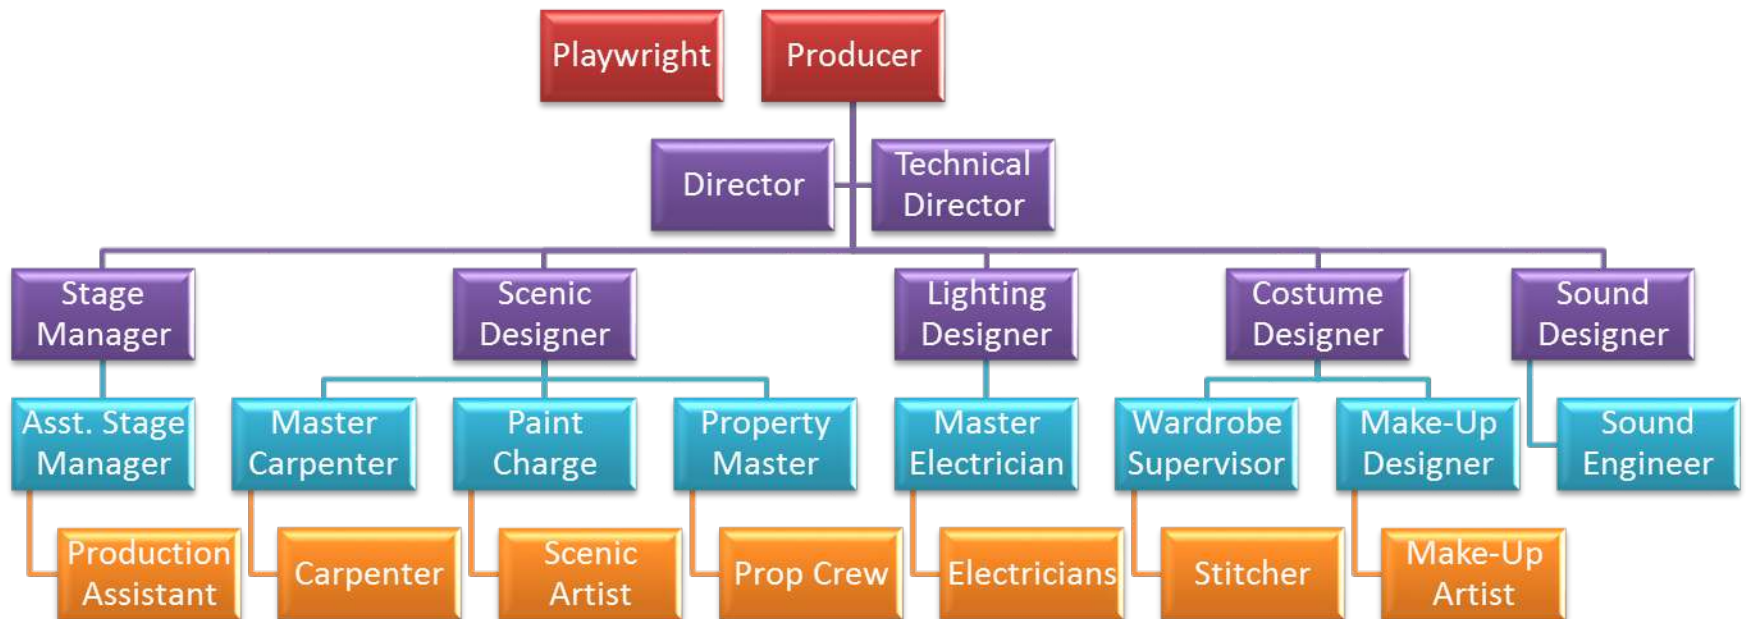 Playwright
Producer
Director
Technical
Director
Stage
Manager
Scenic
Designer
Lighting
Designer
Costume
Designer
Sound
Designer
Asst. Stage
Manager
Master
Carpenter
Paint
Charge
Property
Master
Master
Electrician
Wardrobe
Supervisor
Make-Up
Designer
Sound
Engineer
Production
Assistant
Carpenter
Scenic
Artist
Prop Crew
Electricians
Stitcher
Make-Up
Artist